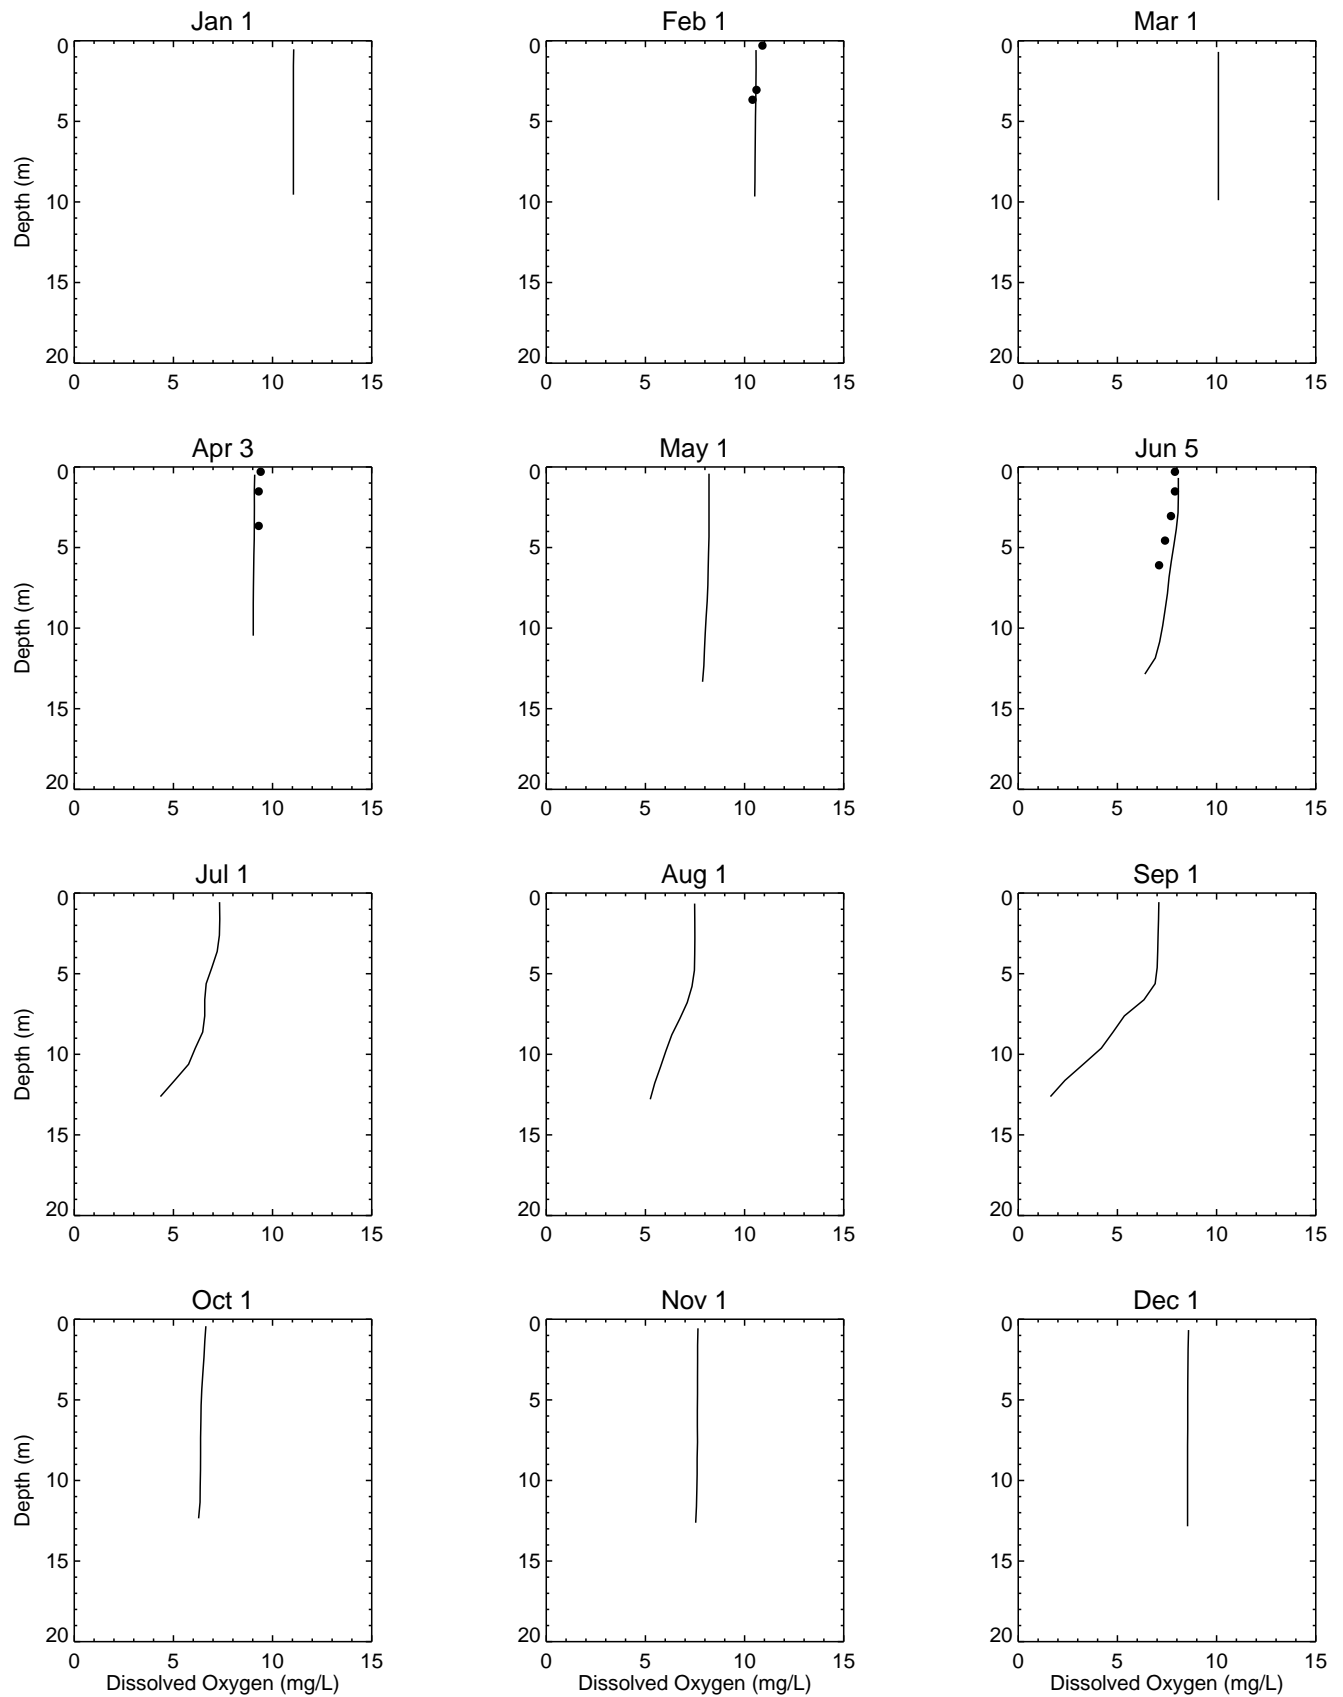 Jan 1 Feb 1 Mar 1
0 0 0
5 5 5
Depth (m)
10 10 10
15 15 15
20 20 20
0 5 10 15 0 5 10 15 0 5 10 15
Apr 3 May 1 Jun 5
0 0 0
5 5 5
Depth (m)
10 10 10
15 15 15
20 20 20
0 5 10 15 0 5 10 15 0 5 10 15
Jul 1 Aug 1 Sep 1
0 0 0
5 5 5
Depth (m)
10 10 10
15 15 15
20 20 20
0 5 10 15 0 5 10 15 0 5 10 15
Oct 1 Nov 1 Dec 1
0 0 0
5 5 5
Depth (m)
10 10 10
15 15 15
20 20 20
0 5 10 15 0 5 10 15 0 5 10 15
Dissolved Oxygen (mg/L) Dissolved Oxygen (mg/L) Dissolved Oxygen (mg/L)